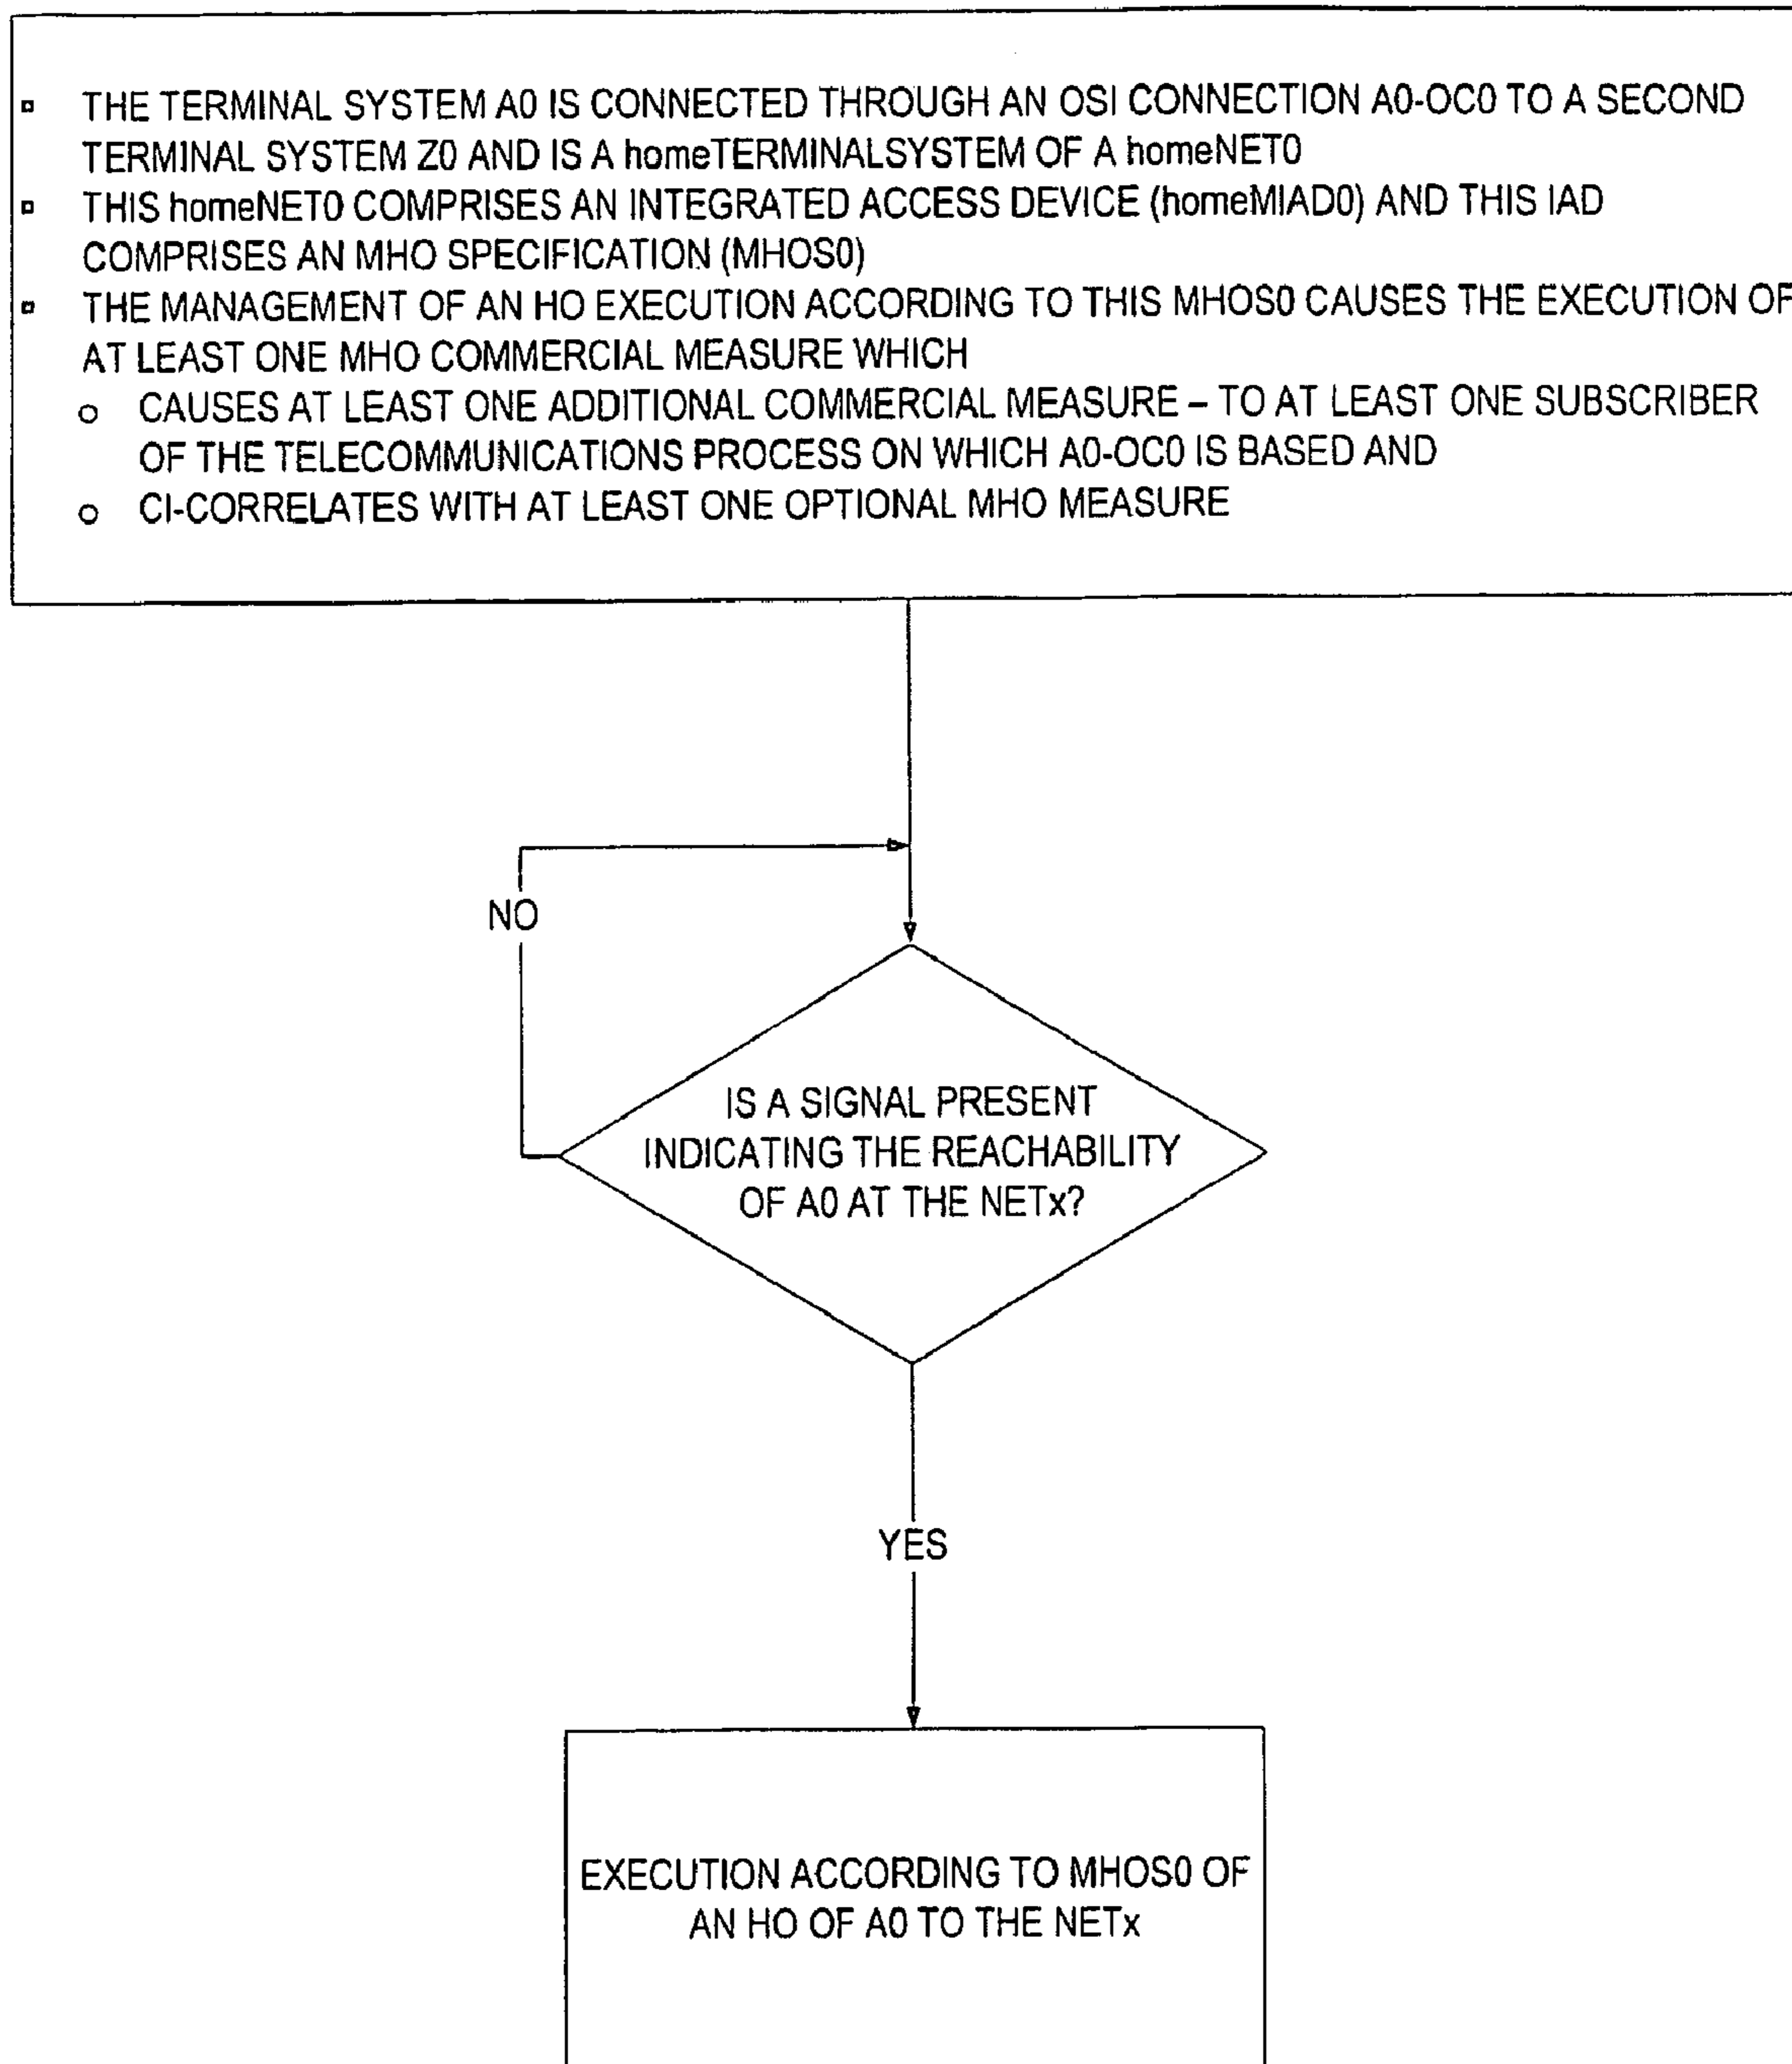 ▫ THE TERMINAL SYSTEM A0 IS CONNECTED THROUGH AN OSI CONNECTION A0-OC0 TO A SECOND
TERMINAL SYSTEM Z0 AND IS A homeTERMINALSYSTEM OF A homeNET0
▫ THIS homeNET0 COMPRISES AN INTEGRATED ACCESS DEVICE (homeMIAD0) AND THIS IAD
COMPRISES AN MHO SPECIFICATION (MHOS0)
▫ THE MANAGEMENT OF AN HO EXECUTION ACCORDING TO THIS MHOS0 CAUSES THE EXECUTION OF
AT LEAST ONE MHO COMMERCIAL MEASURE WHICH
○ CAUSES AT LEAST ONE ADDITIONAL COMMERCIAL MEASURE – TO AT LEAST ONE SUBSCRIBER
OF THE TELECOMMUNICATIONS PROCESS ON WHICH A0-OC0 IS BASED AND
○ CI-CORRELATES WITH AT LEAST ONE OPTIONAL MHO MEASURE
NO
IS A SIGNAL PRESENT
INDICATING THE REACHABILITY
OF A0 AT THE NETx?
YES
EXECUTION ACCORDING TO MHOS0 OF
AN HO OF A0 TO THE NETx